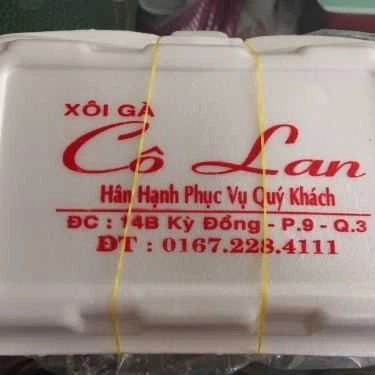 XÔI GÀ
Cô Lan
Hân Hạnh Phục Vụ Quý Khách
ĐC : 14B Kỳ Đồng - P.9 - Q.3
ĐT : 0167.228.4111